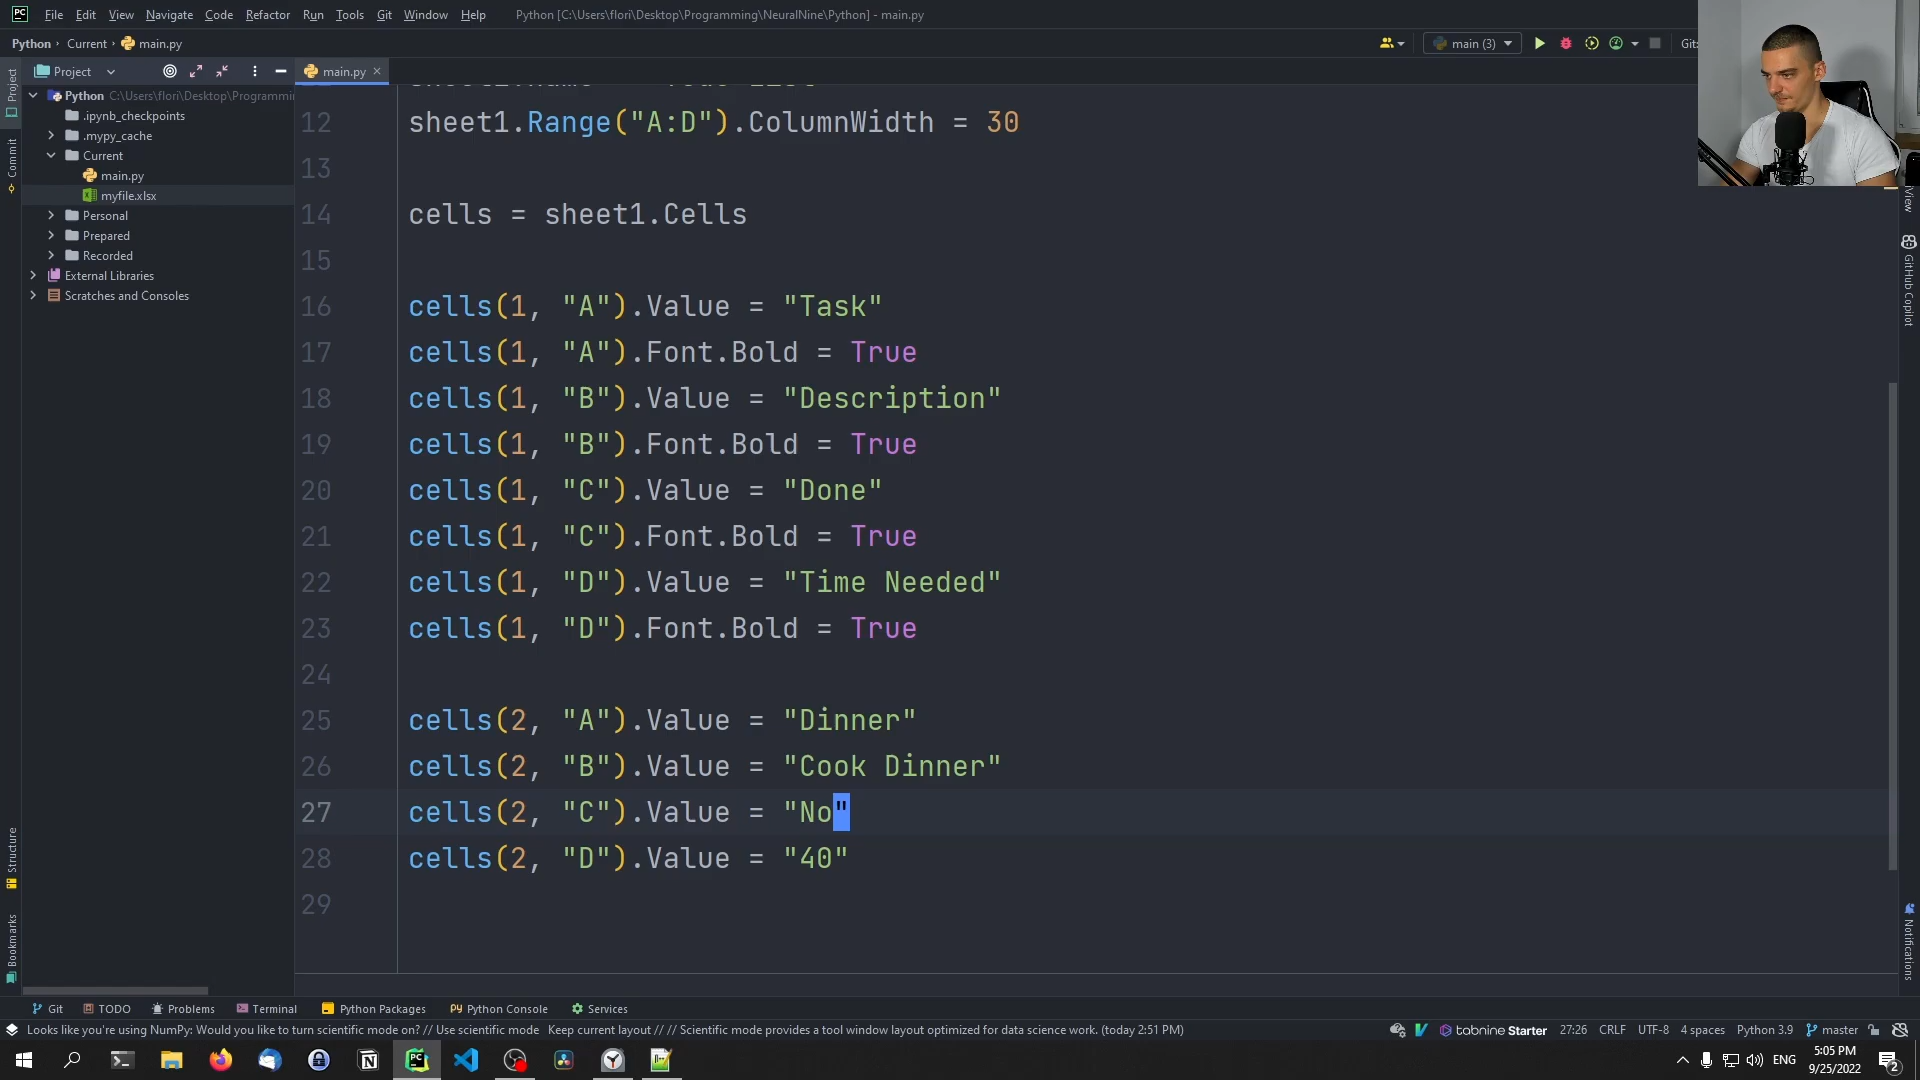 PC File Edit View Navigate Code Refactor Run Tools Git Window Help Python [C:\Users\flori\Desktop\Programming\NeuralNine\Python] - main.py
Python Current main.py
main (3)
Git:
Project
main.py
Python C:\Users\flori\Desktop\Programmi
.ipynb_checkpoints
.mypy_cache
Current
main.py
myfile.xlsx
Personal
Prepared
Recorded
External Libraries
Scratches and Consoles
Project
Commit
Structure
Bookmarks
12 sheet1.Range("A:D").ColumnWidth = 30
13
14 cells = sheet1.Cells
15
16 cells(1, "A").Value = "Task"
17 cells(1, "A").Font.Bold = True
18 cells(1, "B").Value = "Description"
19 cells(1, "B").Font.Bold = True
20 cells(1, "C").Value = "Done"
21 cells(1, "C").Font.Bold = True
22 cells(1, "D").Value = "Time Needed"
23 cells(1, "D").Font.Bold = True
24
25 cells(2, "A").Value = "Dinner"
26 cells(2, "B").Value = "Cook Dinner"
27 cells(2, "C").Value = "No"
28 cells(2, "D").Value = "40"
29
GitHub Copilot
Notifications
Git TODO Problems Terminal Python Packages Python Console Services
Looks like you're using NumPy: Would you like to turn scientific mode on? // Use scientific mode Keep current layout // // Scientific mode provides a tool window layout optimized for data science work. (today 2:51 PM)
tabnine Starter 27:26 CRLF UTF-8 4 spaces Python 3.9 master
ENG
5:05 PM
9/25/2022
2